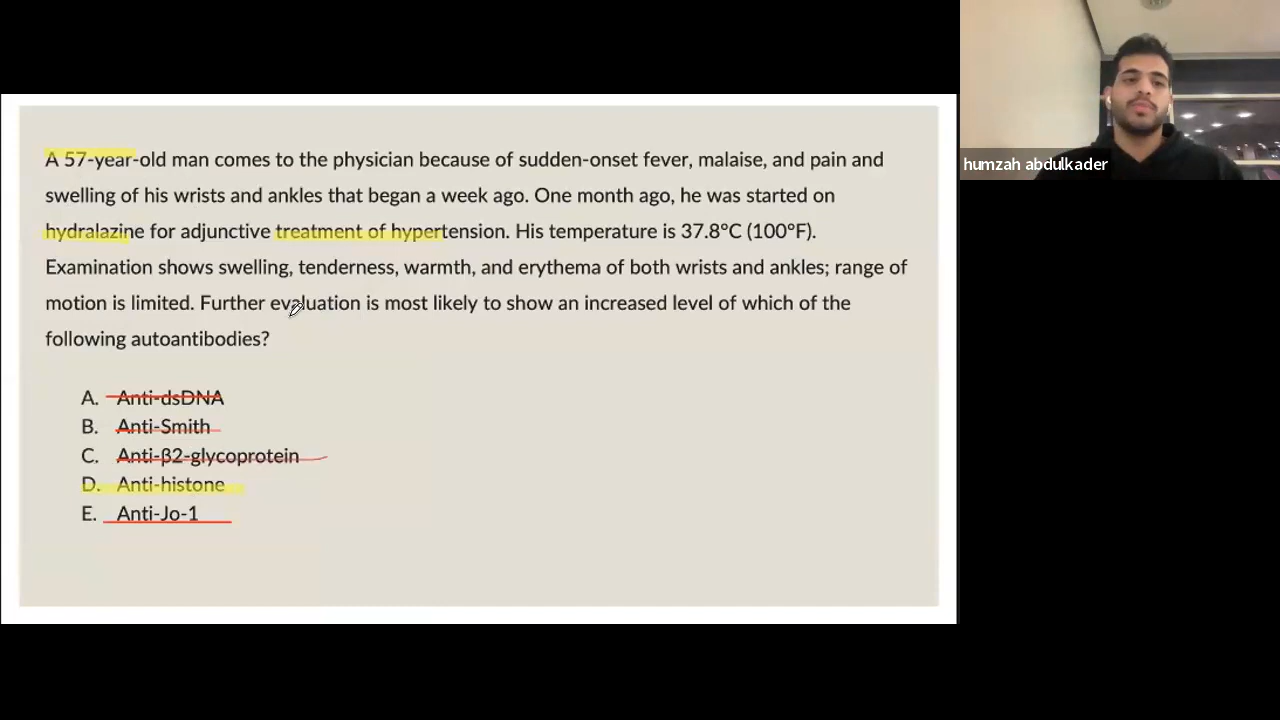 A 57-year-old man comes to the physician because of sudden-onset fever, malaise, and pain and
swelling of his wrists and ankles that began a week ago. One month ago, he was started on
hydralazine for adjunctive treatment of hypertension. His temperature is 37.8°C (100°F).
Examination shows swelling, tenderness, warmth, and erythema of both wrists and ankles; range of
motion is limited. Further evaluation is most likely to show an increased level of which of the
following autoantibodies?
A. Anti-dsDNA
B. Anti-Smith
C. Anti-β2-glycoprotein
D. Anti-histone
E. Anti-Jo-1
humzah abdulkader